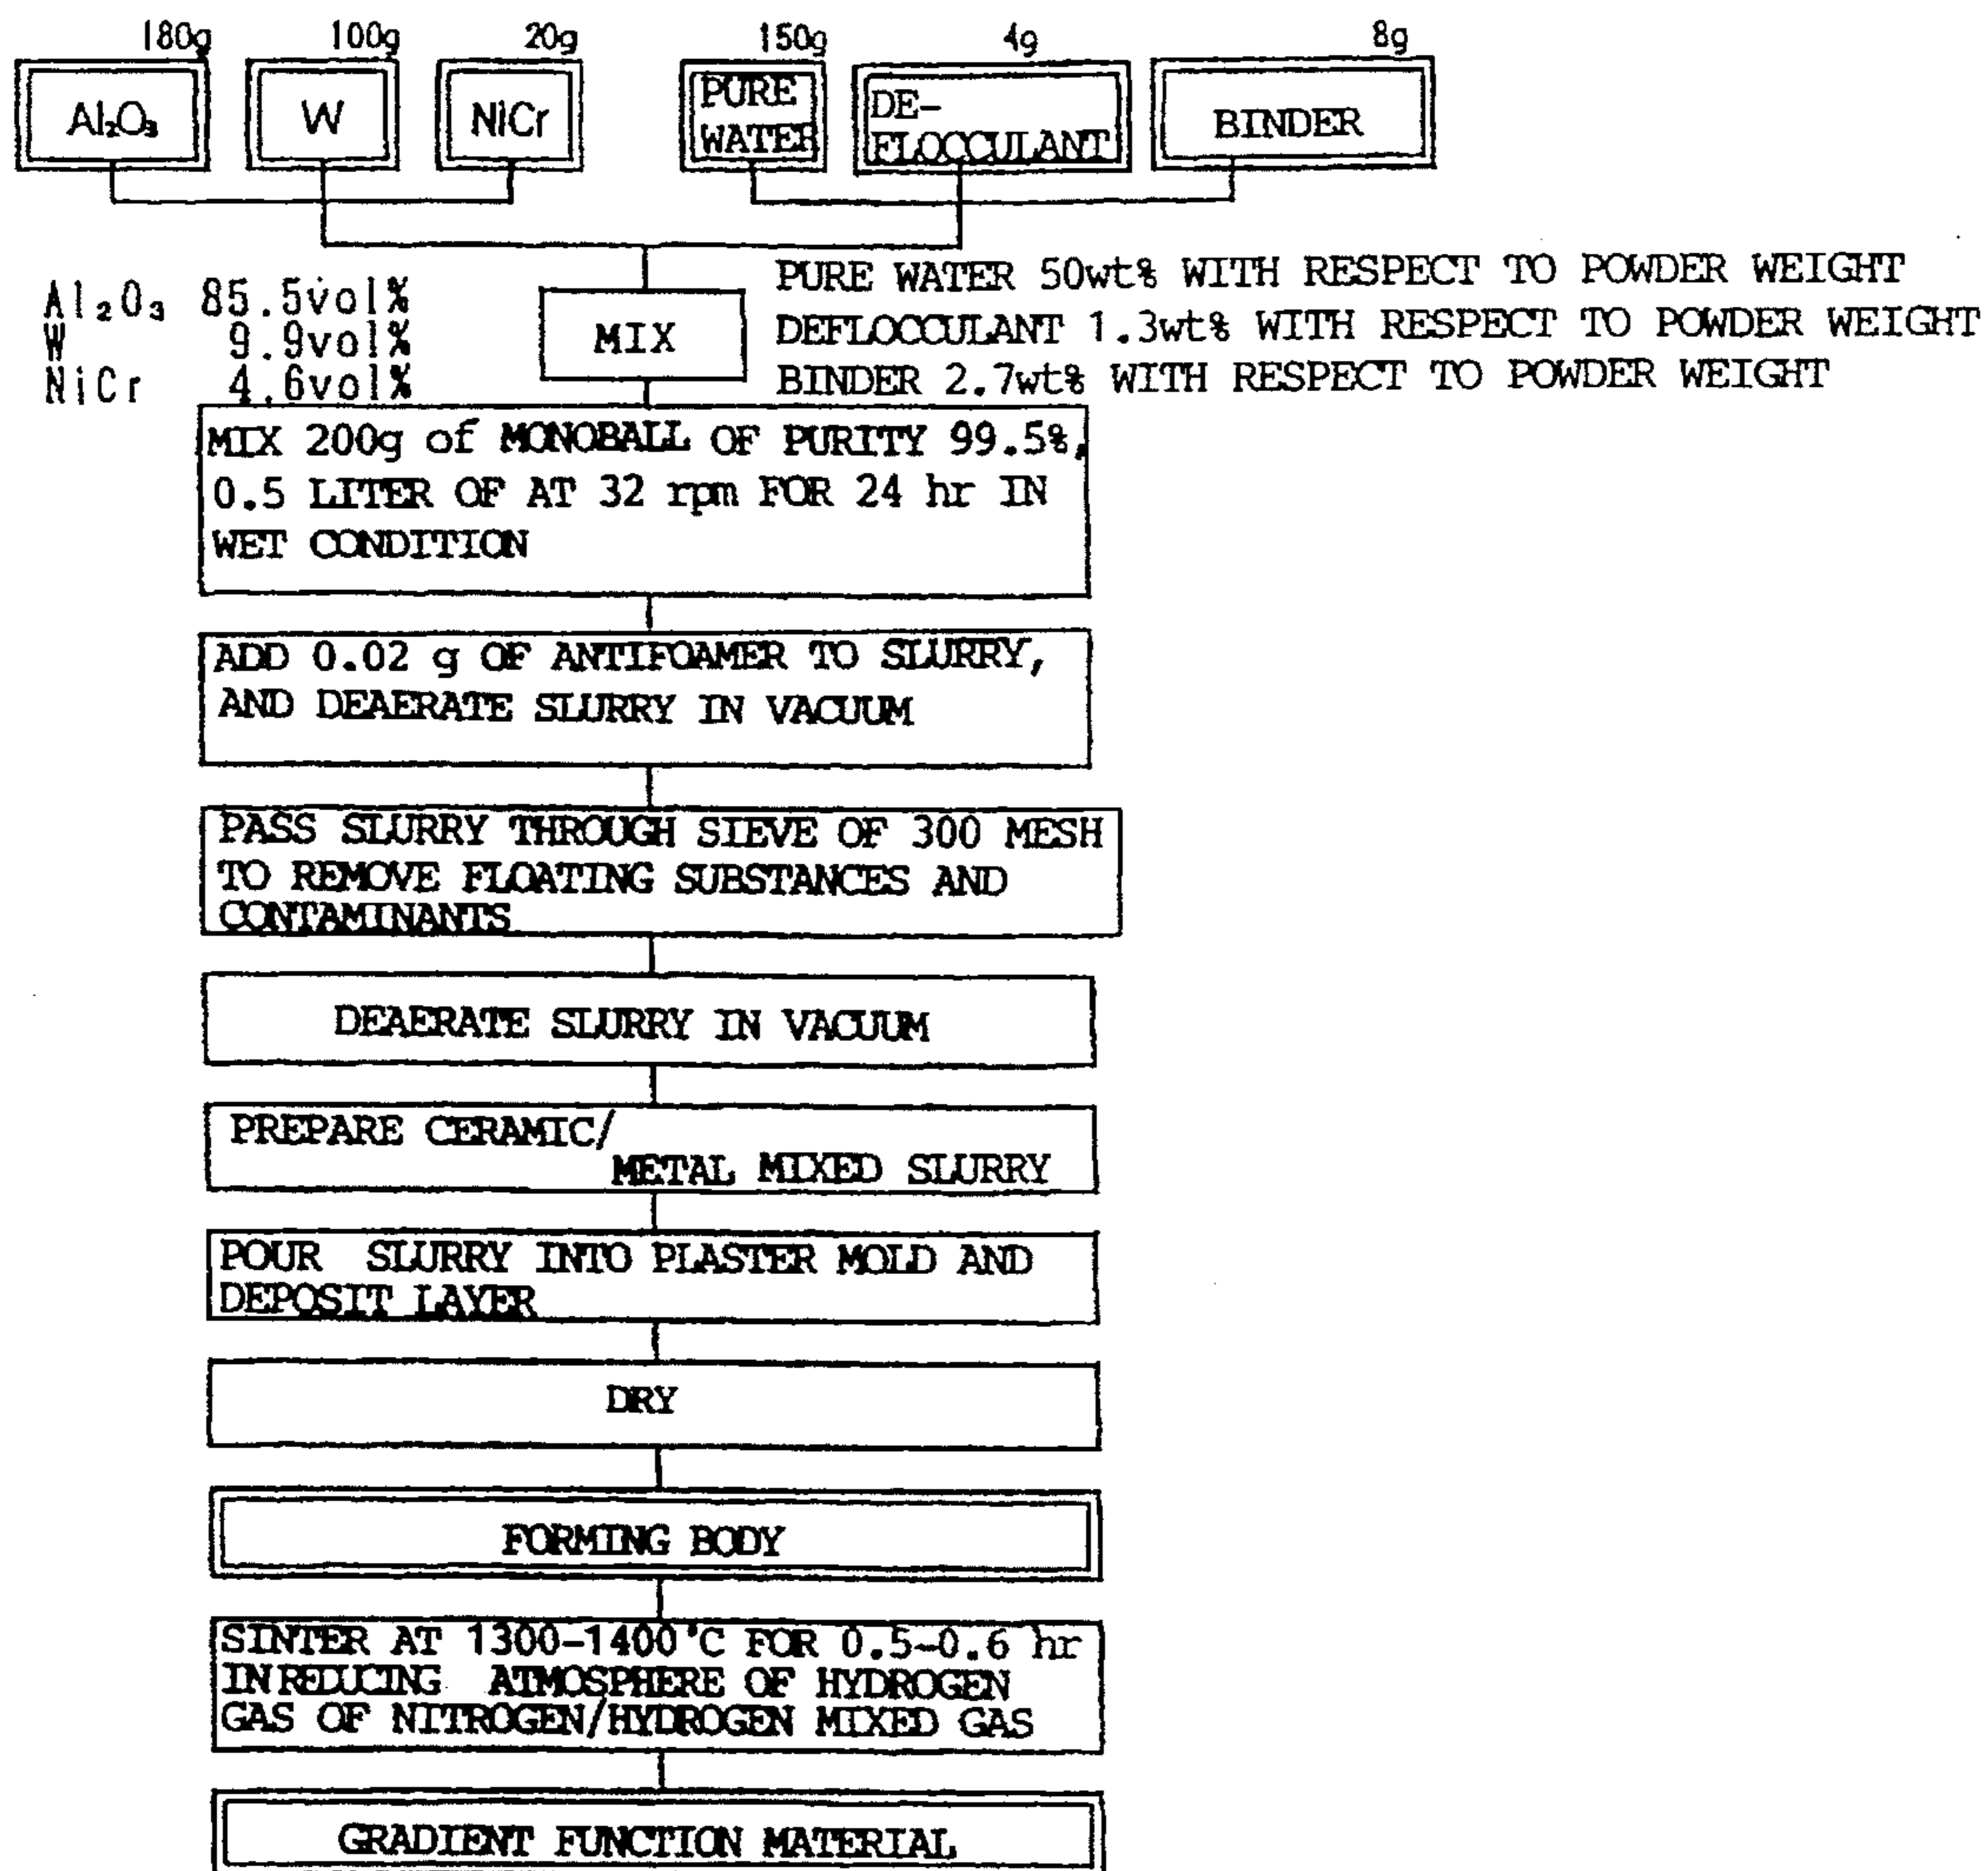 180g 100g 20g 150g 4g 8g
Al₂O₃ W NiCr PURE WATER DE-FLOCCULANT BINDER
Al₂O₃ 85.5vol%
W 9.9vol%
NiCr 4.6vol%
MIX
PURE WATER 50wt% WITH RESPECT TO POWDER WEIGHT
DEFLOCCULANT 1.3wt% WITH RESPECT TO POWDER WEIGHT
BINDER 2.7wt% WITH RESPECT TO POWDER WEIGHT
MIX 200g of MONOBALL OF PURITY 99.5%,
0.5 LITER OF AT 32 rpm FOR 24 hr IN
WET CONDITION
ADD 0.02 g OF ANTIFOAMER TO SLURRY,
AND DEAERATE SLURRY IN VACUUM
PASS SLURRY THROUGH SIEVE OF 300 MESH
TO REMOVE FLOATING SUBSTANCES AND
CONTAMINANTS
DEAERATE SLURRY IN VACUUM
PREPARE CERAMIC/
METAL MIXED SLURRY
POUR SLURRY INTO PLASTER MOLD AND
DEPOSIT LAYER
DRY
FORMING BODY
SINTER AT 1300-1400°C FOR 0.5-0.6 hr
IN REDUCING ATMOSPHERE OF HYDROGEN
GAS OF NITROGEN/HYDROGEN MIXED GAS
GRADIENT FUNCTION MATERIAL